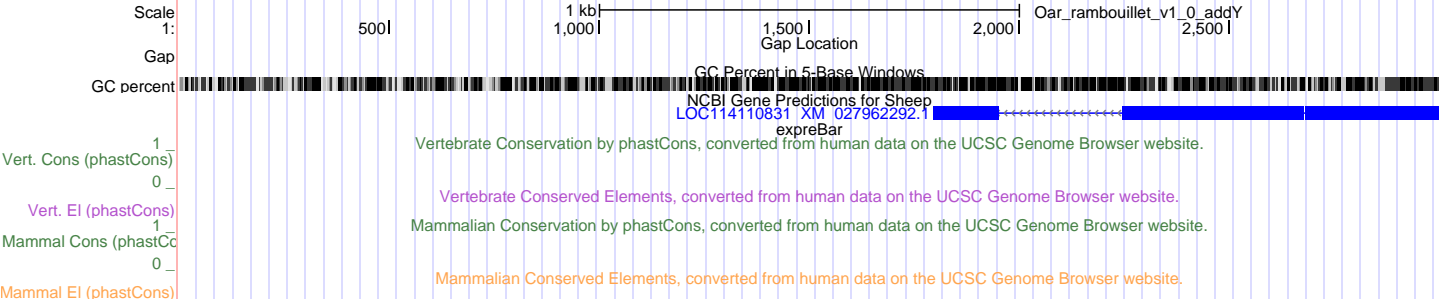 Scale 1 kb Oar_rambouillet_v1_0_addY
1: 500 1,000 1,500 2,000 2,500
Gap Location
Gap
GC Percent in 5-Base Windows
GC percent
NCBI Gene Predictions for Sheep
LOC114110831_XM_027962292.1
expreBar
1 _ Vertebrate Conservation by phastCons, converted from human data on the UCSC Genome Browser website.
Vert. Cons (phastCons)
0 _
Vertebrate Conserved Elements, converted from human data on the UCSC Genome Browser website.
Vert. El (phastCons)
1 _ Mammalian Conservation by phastCons, converted from human data on the UCSC Genome Browser website.
Mammal Cons (phastCo
0 _
Mammalian Conserved Elements, converted from human data on the UCSC Genome Browser website.
Mammal El (phastCons)